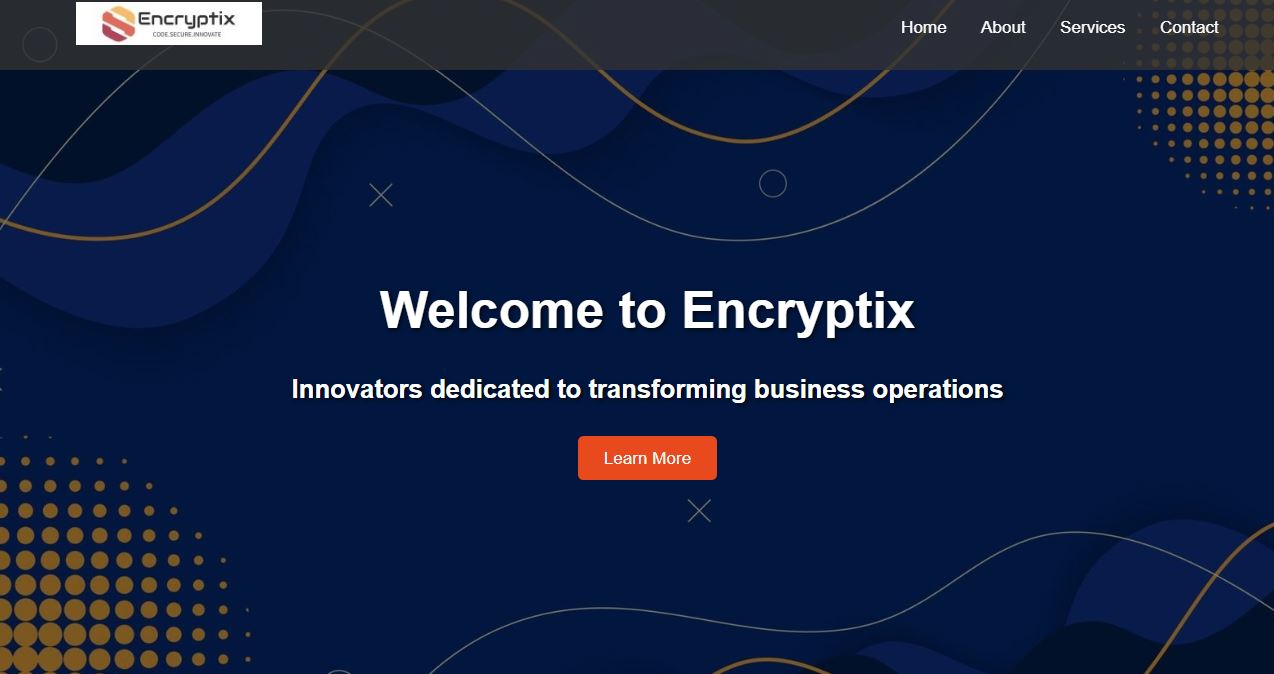 Encryptix
CODE.SECURE.INNOVATE
Home About Services Contact
Welcome to Encryptix
Innovators dedicated to transforming business operations
Learn More